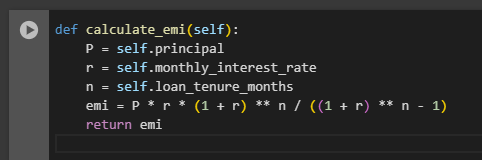 def calculate_emi(self):
    P = self.principal
    r = self.monthly_interest_rate
    n = self.loan_tenure_months
    emi = P * r * (1 + r) ** n / ((1 + r) ** n - 1)
    return emi